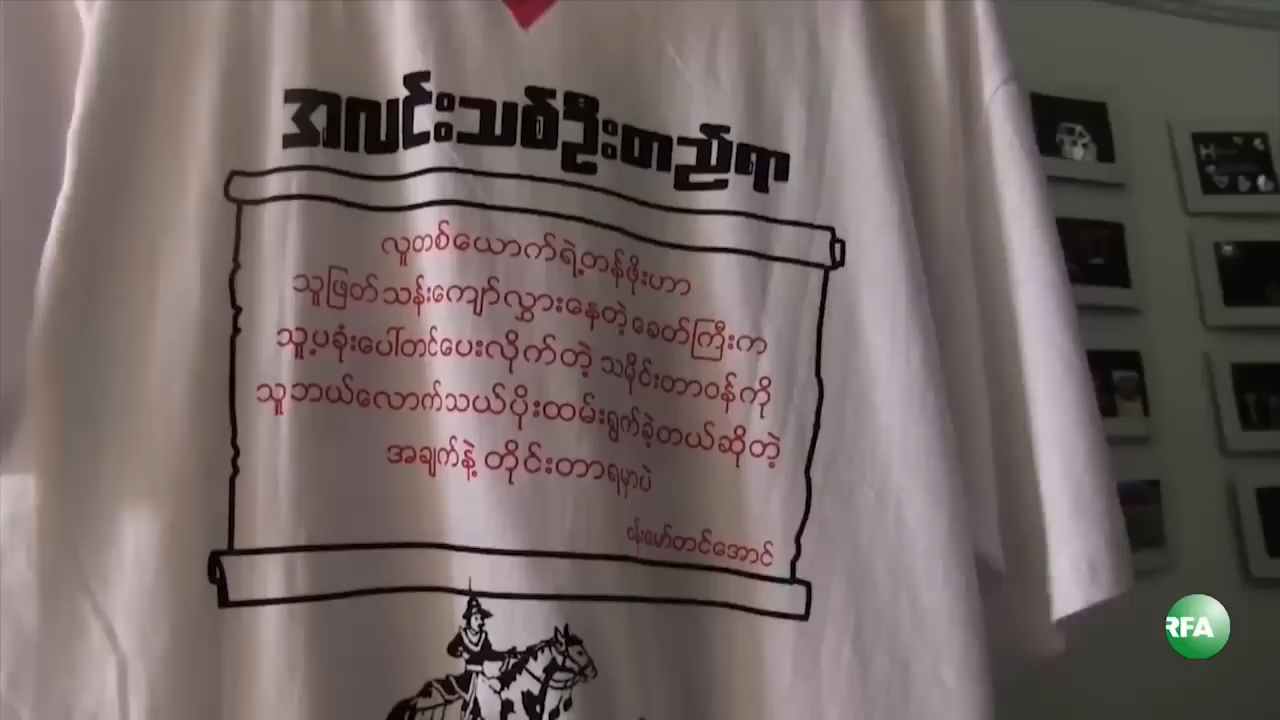 အလင်းသစ်ဦးတည်ရာ
လူတစ်ယောက်ရဲ့တန်ဖိုးဟာ
သူဖြတ်သန်းကျော်လွှားနေတဲ့ ခေတ်ကြီးက
သူ့ပခုံးပေါ်တင်ပေးလိုက်တဲ့ သမိုင်းတာဝန်ကို
သူဘယ်လောက်သယ်ပိုးထမ်းရွက်ခဲ့တယ်ဆိုတဲ့
အချက်နဲ့ တိုင်းတာရမှာပဲ
ဗန်းမော်တင်အောင်
RFA